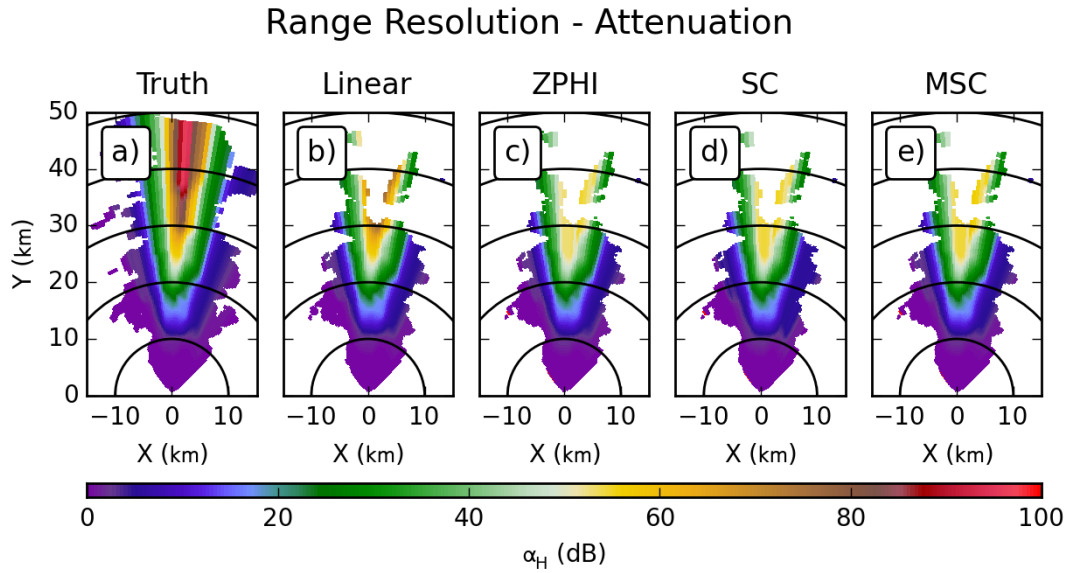 Range Resolution - Attenuation
Truth Linear ZPHI SC MSC
a) b) c) d) e)
50
40
30
20
10
0
Y (km)
−10 0 10 −10 0 10 −10 0 10 −10 0 10 −10 0 10
X (km) X (km) X (km) X (km) X (km)
0 20 40 60 80 100
α_H (dB)